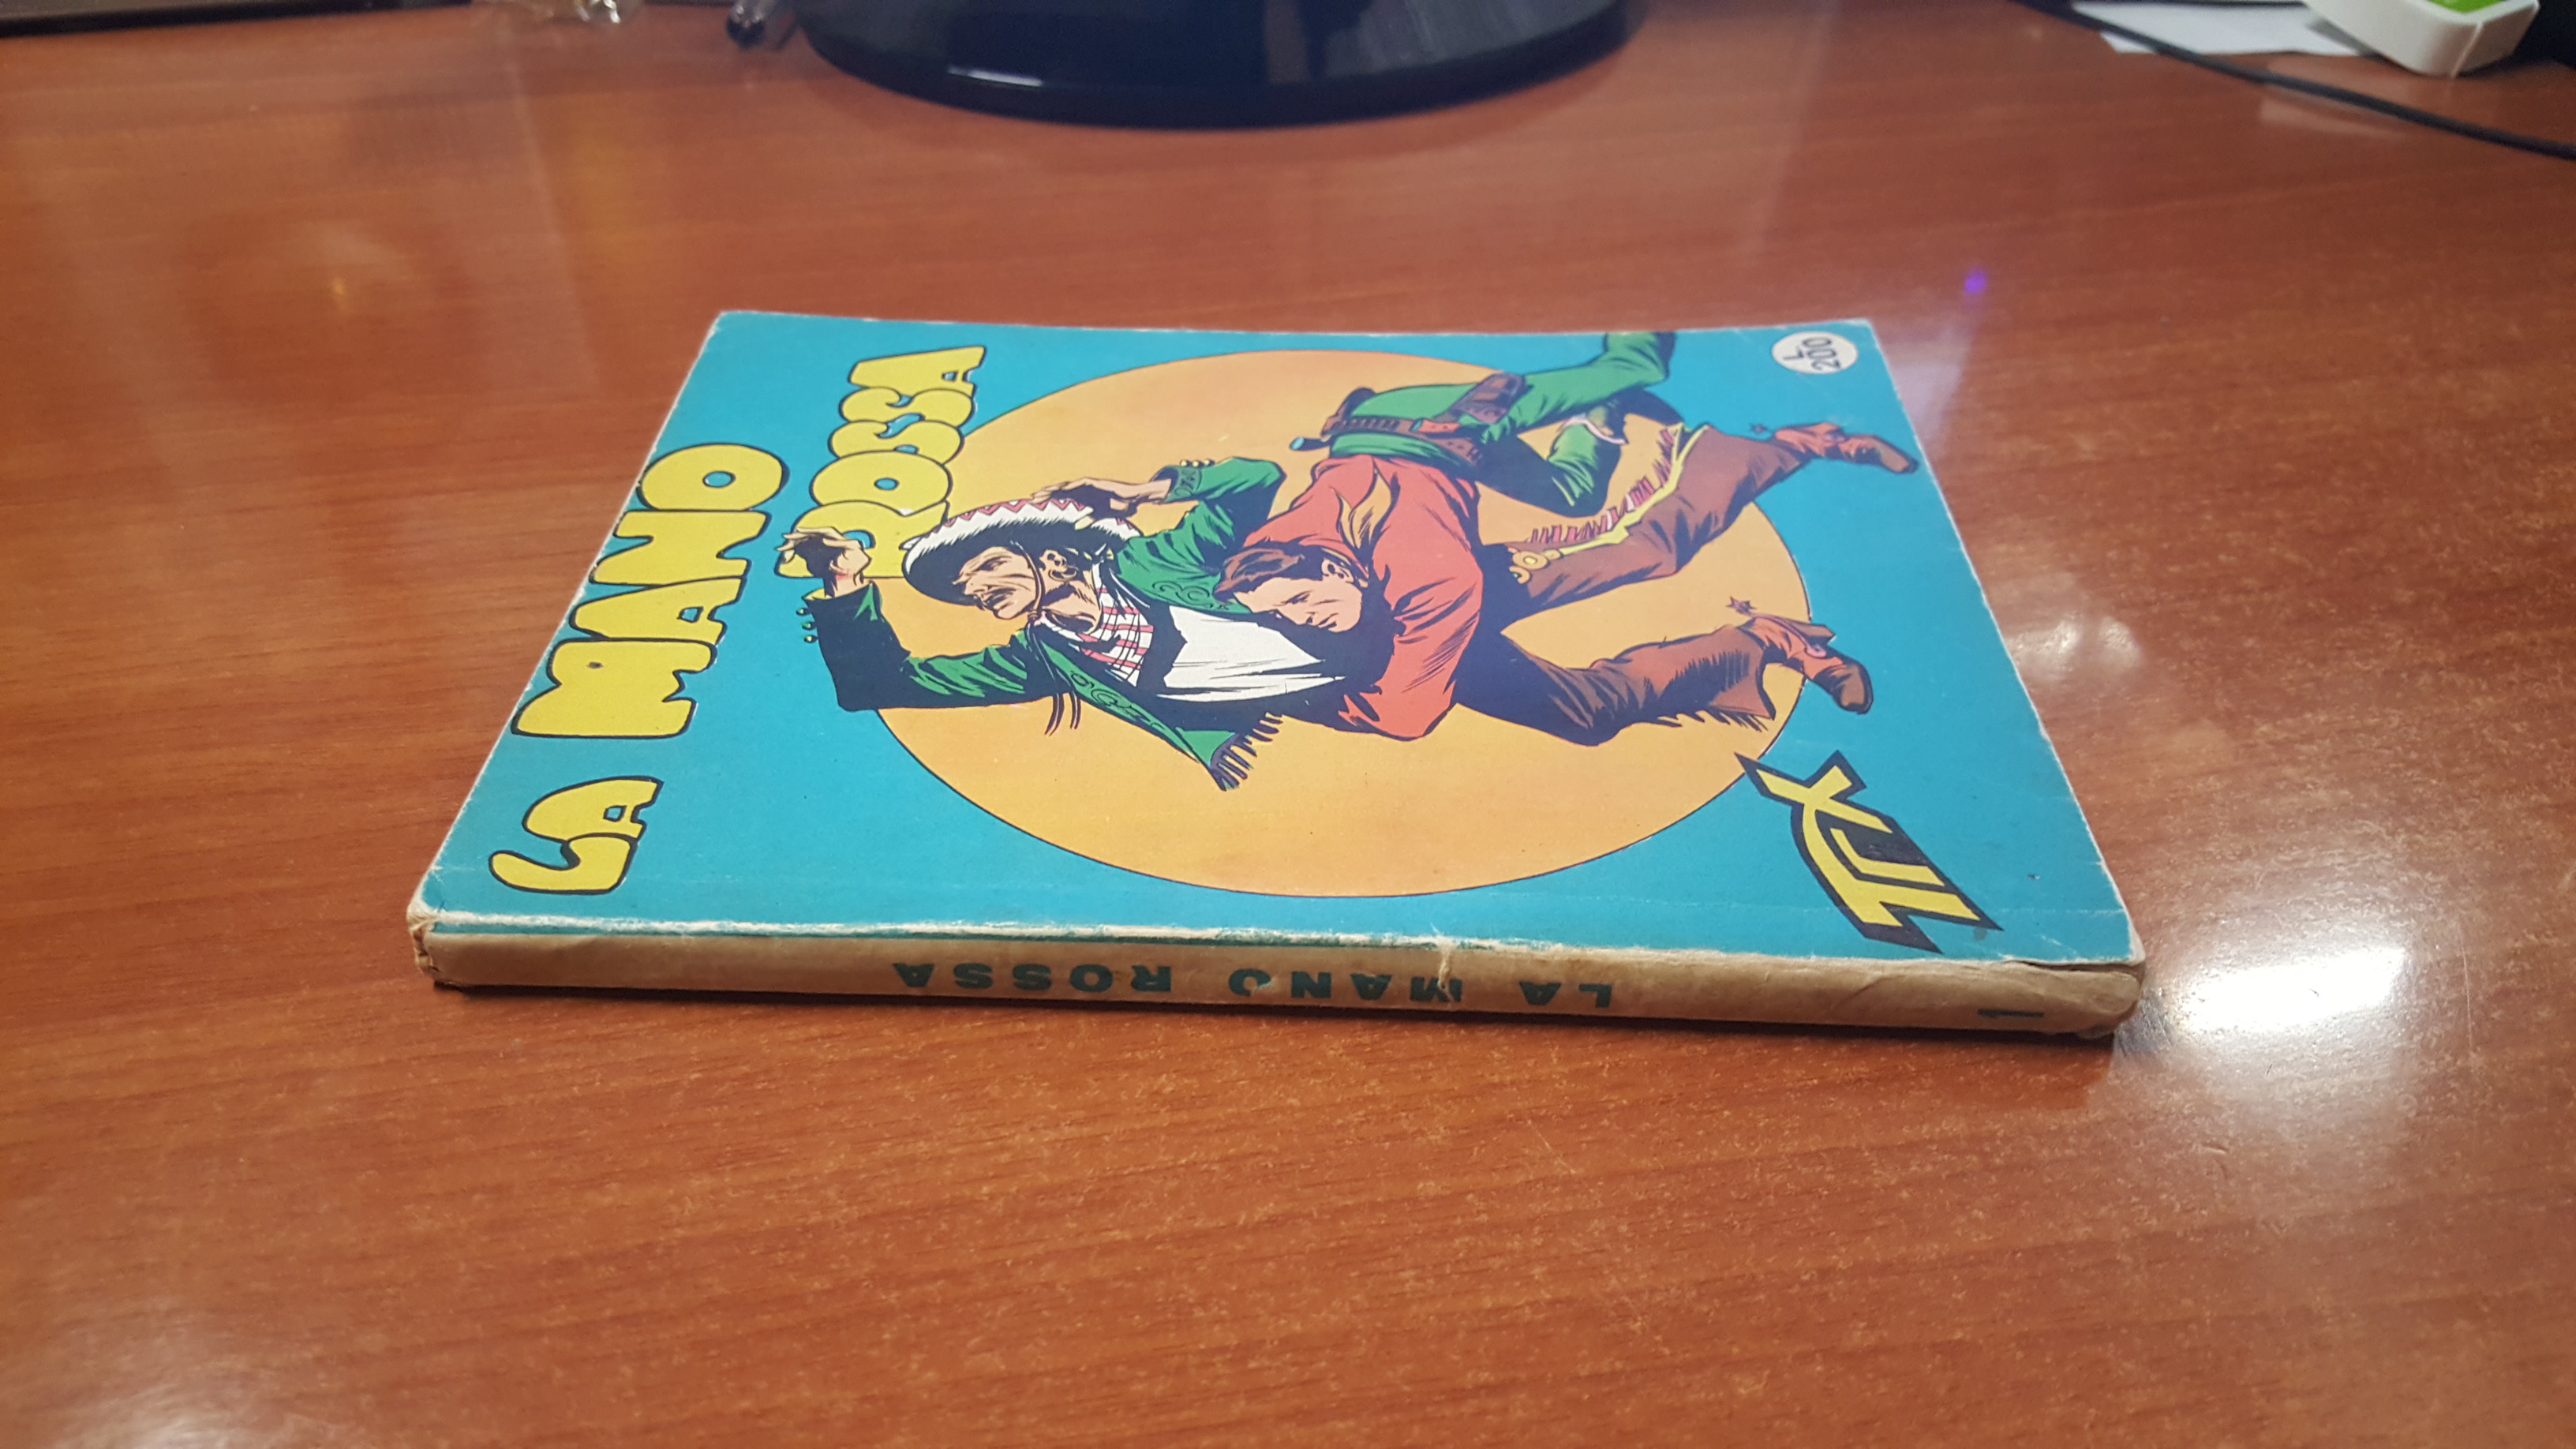 LA MANO
ROSSA
L.
200
TEX
LA MANO ROSSA
1